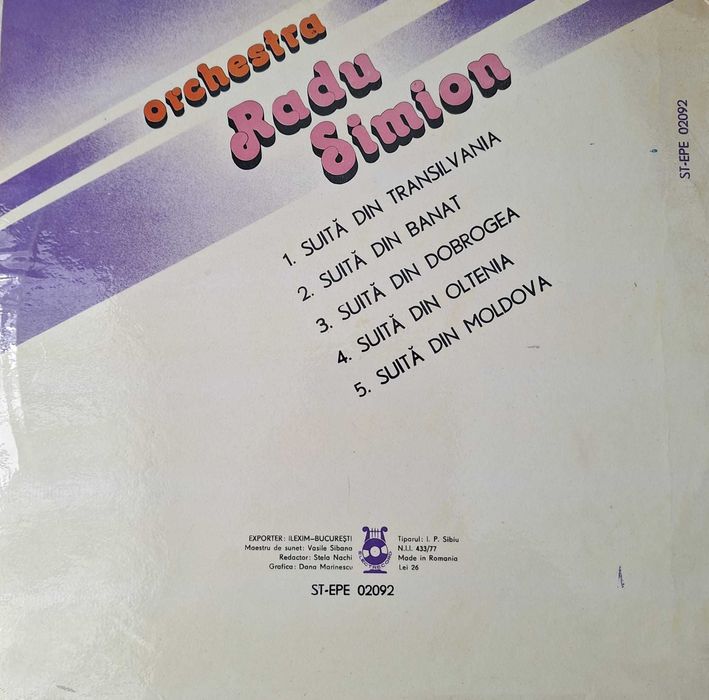 orchestra
Radu
Simion
1. SUITĂ DIN TRANSILVANIA
2. SUITĂ DIN BANAT
3. SUITĂ DIN DOBROGEA
4. SUITĂ DIN OLTENIA
5. SUITĂ DIN MOLDOVA
ST-EPE 02092
EXPORTER: ILEXIM–BUCUREȘTI
Maestru de sunet: Vasile Sibana
Redactor: Stela Nachi
Grafica: Dana Marinescu
ELECTRECORD
Tiparul: I. P. Sibiu
N.I.I. 433/77
Made in Romania
Lei 26
ST-EPE 02092